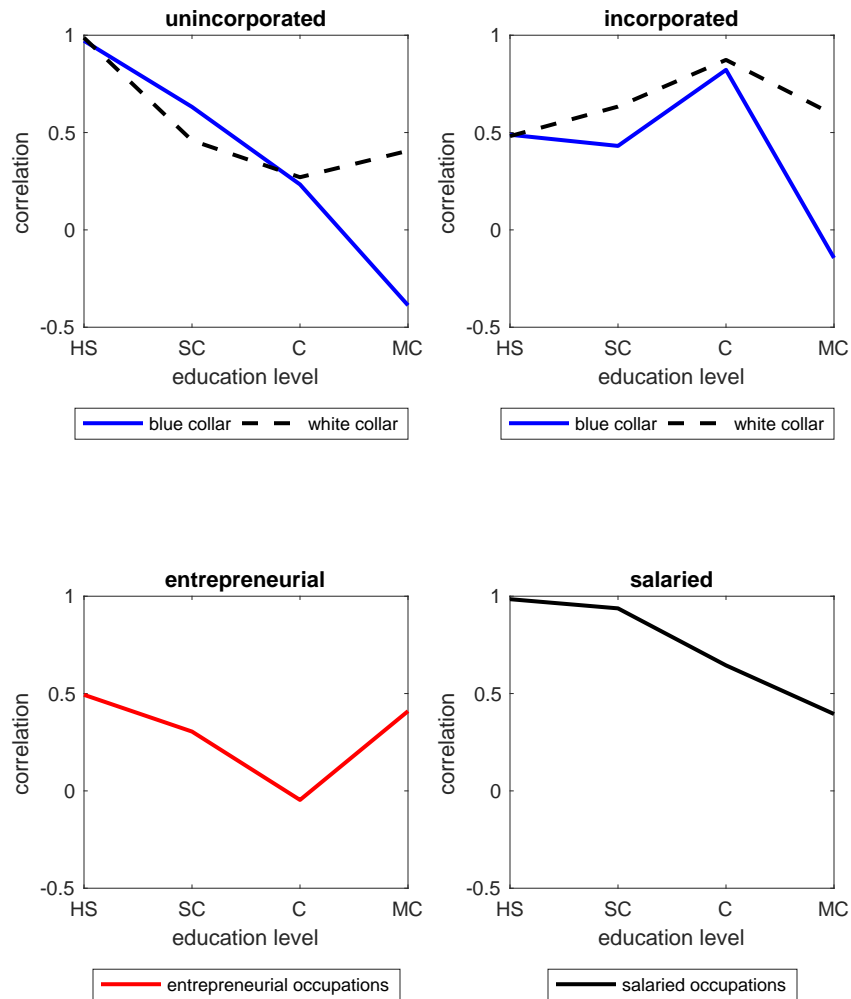 unincorporated
1
0.5
0
-0.5
correlation
HS SC C MC
education level
blue collar white collar
incorporated
1
0.5
0
-0.5
correlation
HS SC C MC
education level
blue collar white collar
entrepreneurial
1
0.5
0
-0.5
correlation
HS SC C MC
education level
entrepreneurial occupations
salaried
1
0.5
0
-0.5
correlation
HS SC C MC
education level
salaried occupations